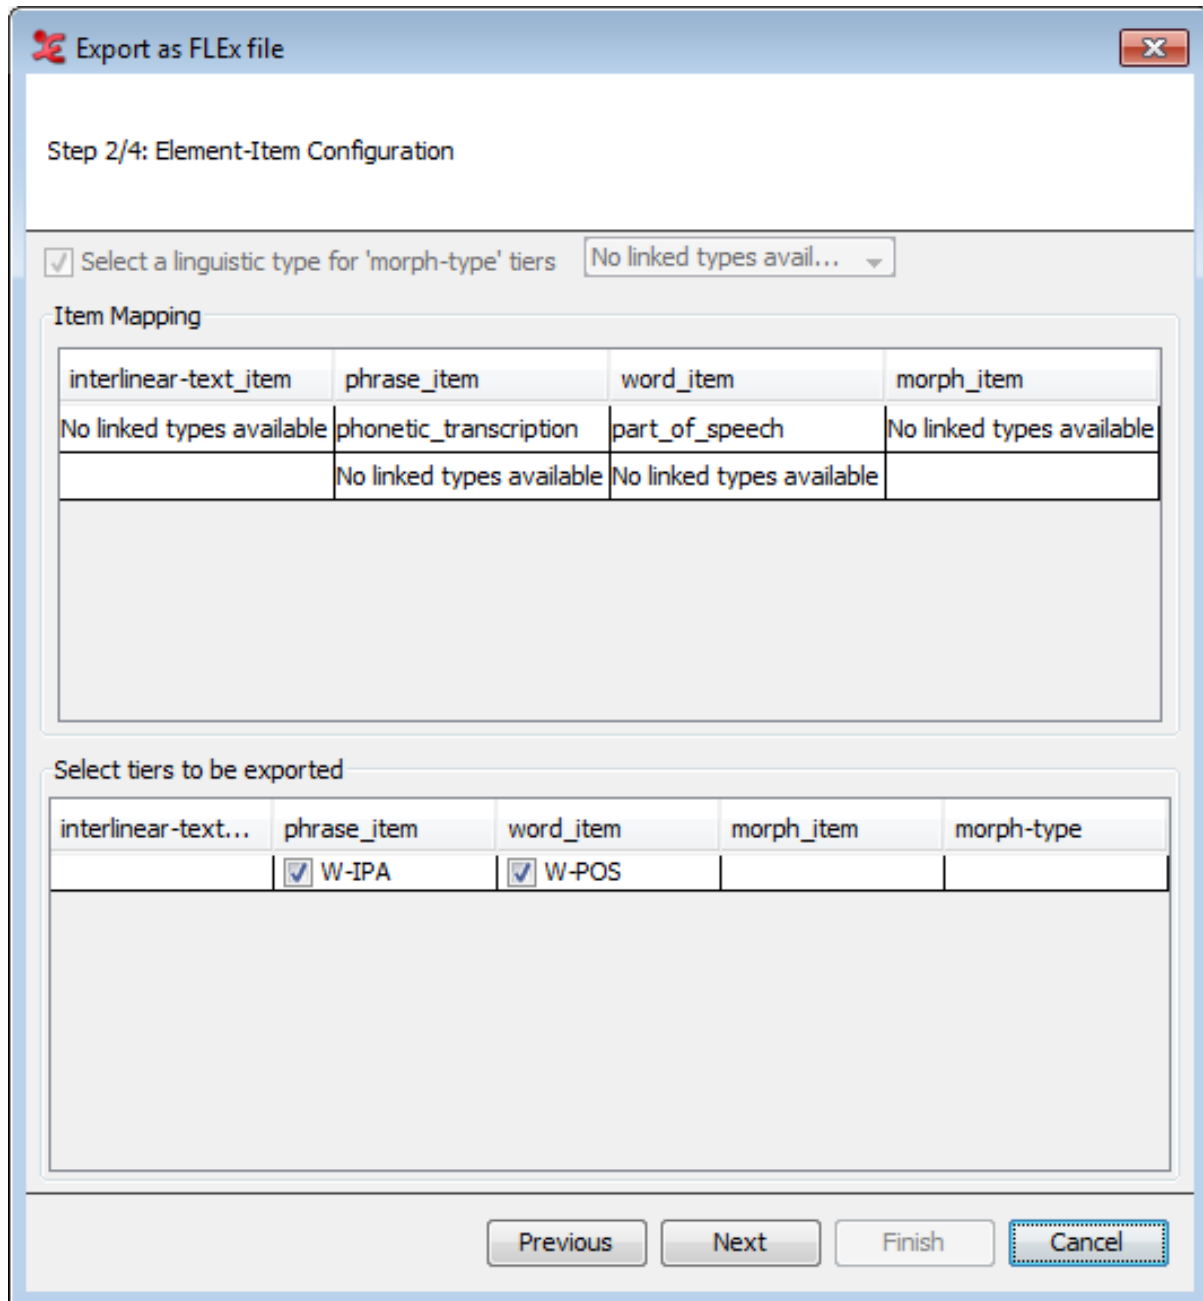 Export as FLEx file
Step 2/4: Element-Item Configuration
Select a linguistic type for 'morph-type' tiers No linked types avail...
Item Mapping
interlinear-text_item phrase_item word_item morph_item
No linked types available phonetic_transcription part_of_speech No linked types available
No linked types available No linked types available
Select tiers to be exported
interlinear-text... phrase_item word_item morph_item morph-type
W-IPA W-POS
Previous Next Finish Cancel